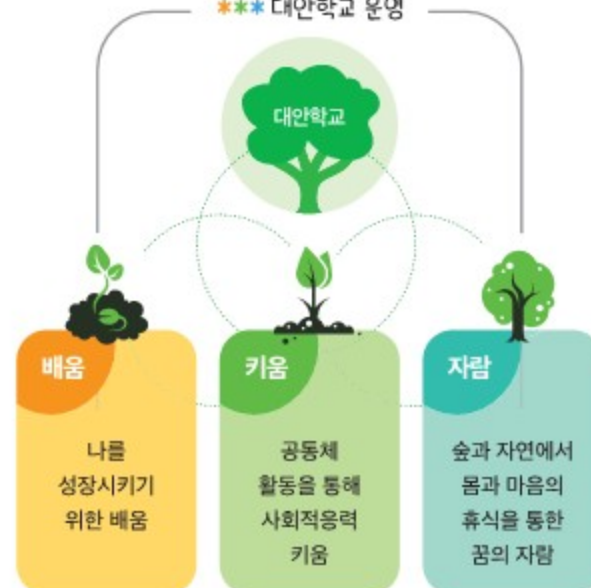 *** 대안학교 운영
대안학교
배움
나를
성장시키기
위한 배움
키움
공동체
활동을 통해
사회적응력
키움
자람
숲과 자연에서
몸과 마음의
휴식을 통한
꿈의 자람